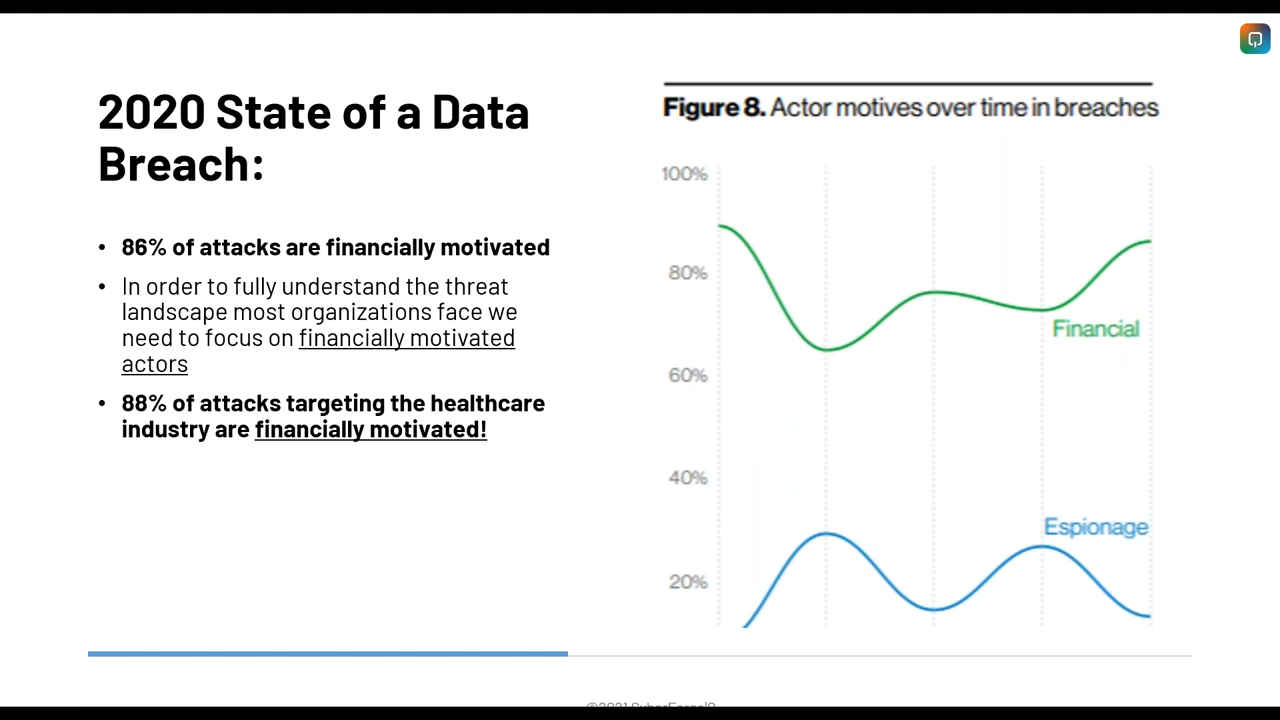 2020 State of a Data
Breach:
• 86% of attacks are financially motivated
• In order to fully understand the threat
landscape most organizations face we
need to focus on financially motivated
actors
• 88% of attacks targeting the healthcare
industry are financially motivated!
Figure 8. Actor motives over time in breaches
100%
80%
60%
40%
20%
Financial
Espionage